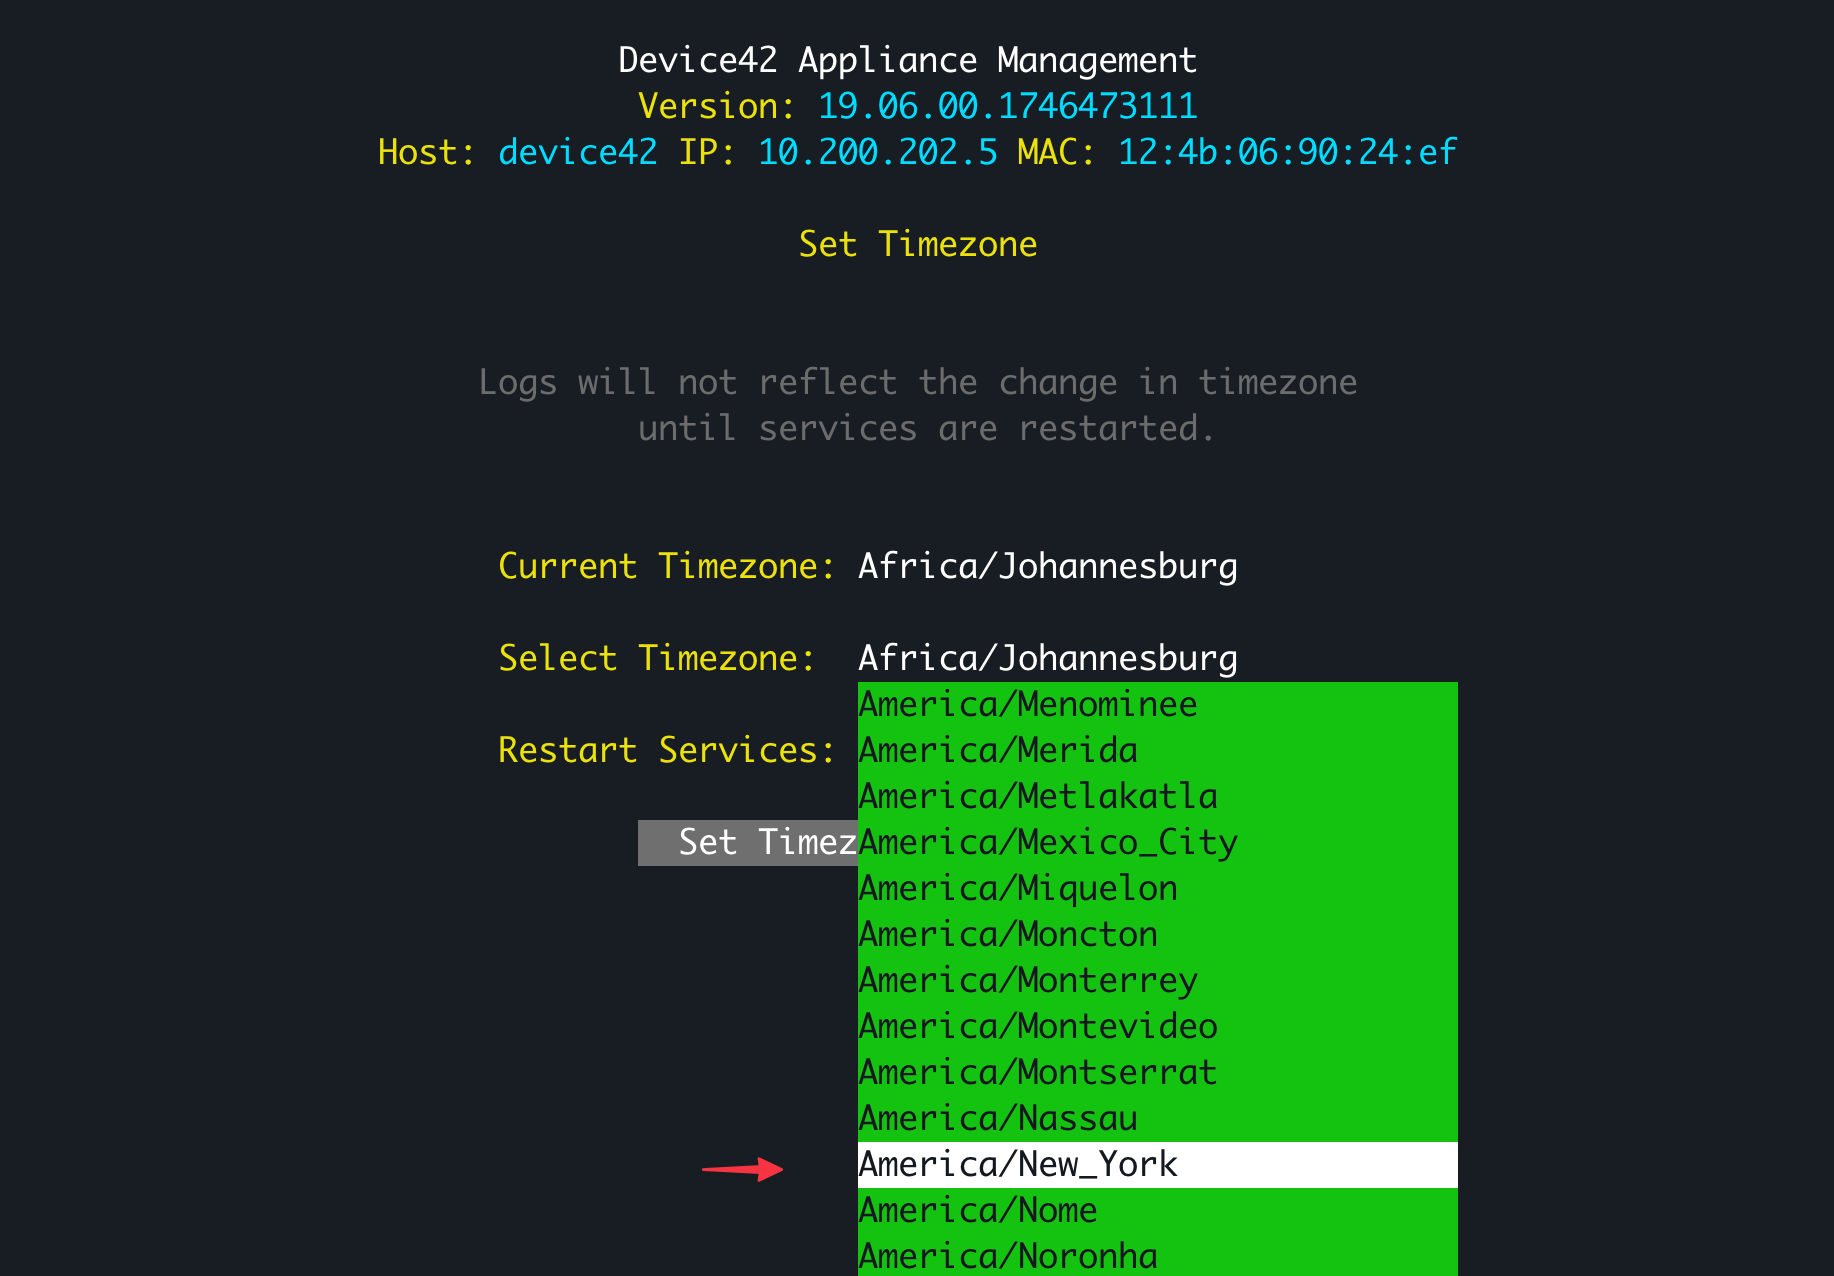 Device42 Appliance Management
Version: 19.06.00.1746473111
Host: device42 IP: 10.200.202.5 MAC: 12:4b:06:90:24:ef
Set Timezone
Logs will not reflect the change in timezone
until services are restarted.
Current Timezone: Africa/Johannesburg
Select Timezone: Africa/Johannesburg
America/Menominee
Restart Services: America/Merida
America/Metlakatla
Set Timez America/Mexico_City
America/Miquelon
America/Moncton
America/Monterrey
America/Montevideo
America/Montserrat
America/Nassau
America/New_York
America/Nome
America/Noronha